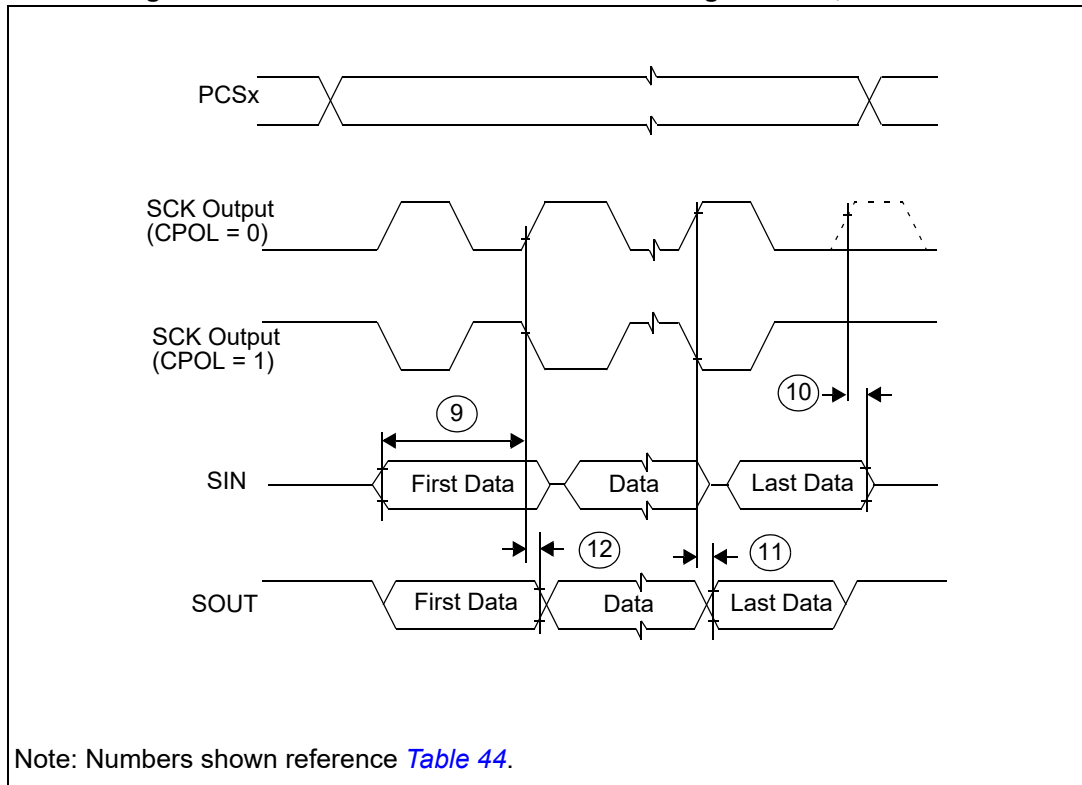 PCSx
SCK Output
(CPOL = 0)
SCK Output
(CPOL = 1)
10
9
SIN
First Data
Data
Last Data
12
11
SOUT
First Data
Data
Last Data
Note: Numbers shown reference Table 44.